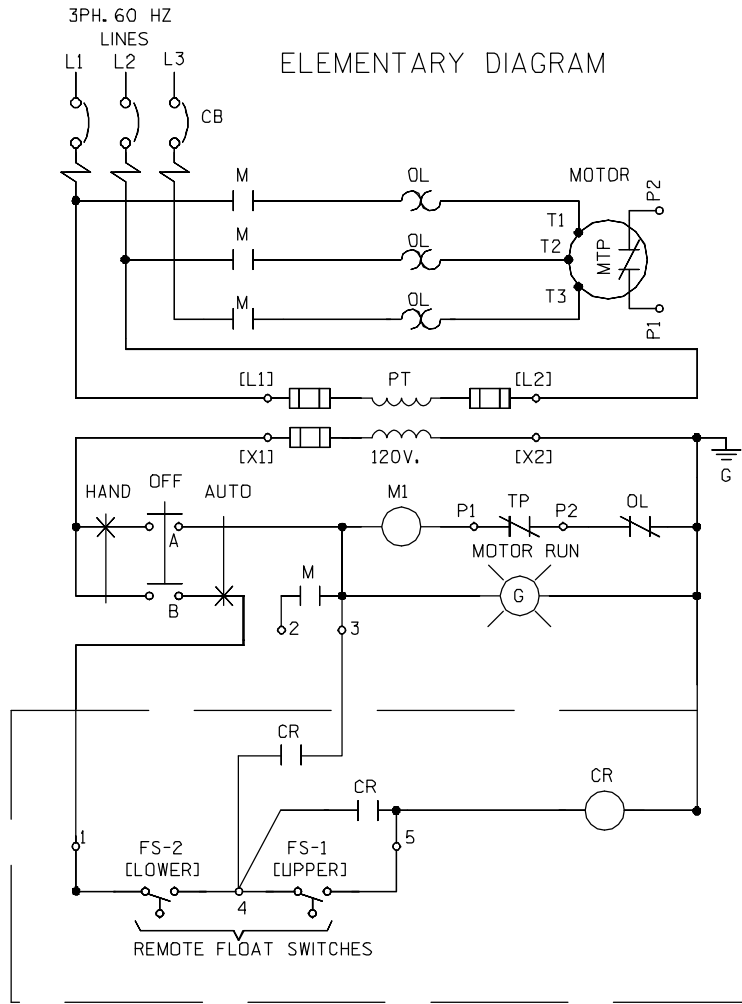 3PH. 60 HZ
LINES
L1 L2 L3
ELEMENTARY DIAGRAM
CB
M OL MOTOR
P2
T1
M OL T2
MTP
M OL T3
P1
[L1] PT [L2]
[X1] 120V. [X2]
G
HAND OFF AUTO
M1 P1 TP P2 OL
A
MOTOR RUN
M
G
B
2 3
CR
CR CR
1 5
FS-2 FS-1
[LOWER] [UPPER]
4
REMOTE FLOAT SWITCHES